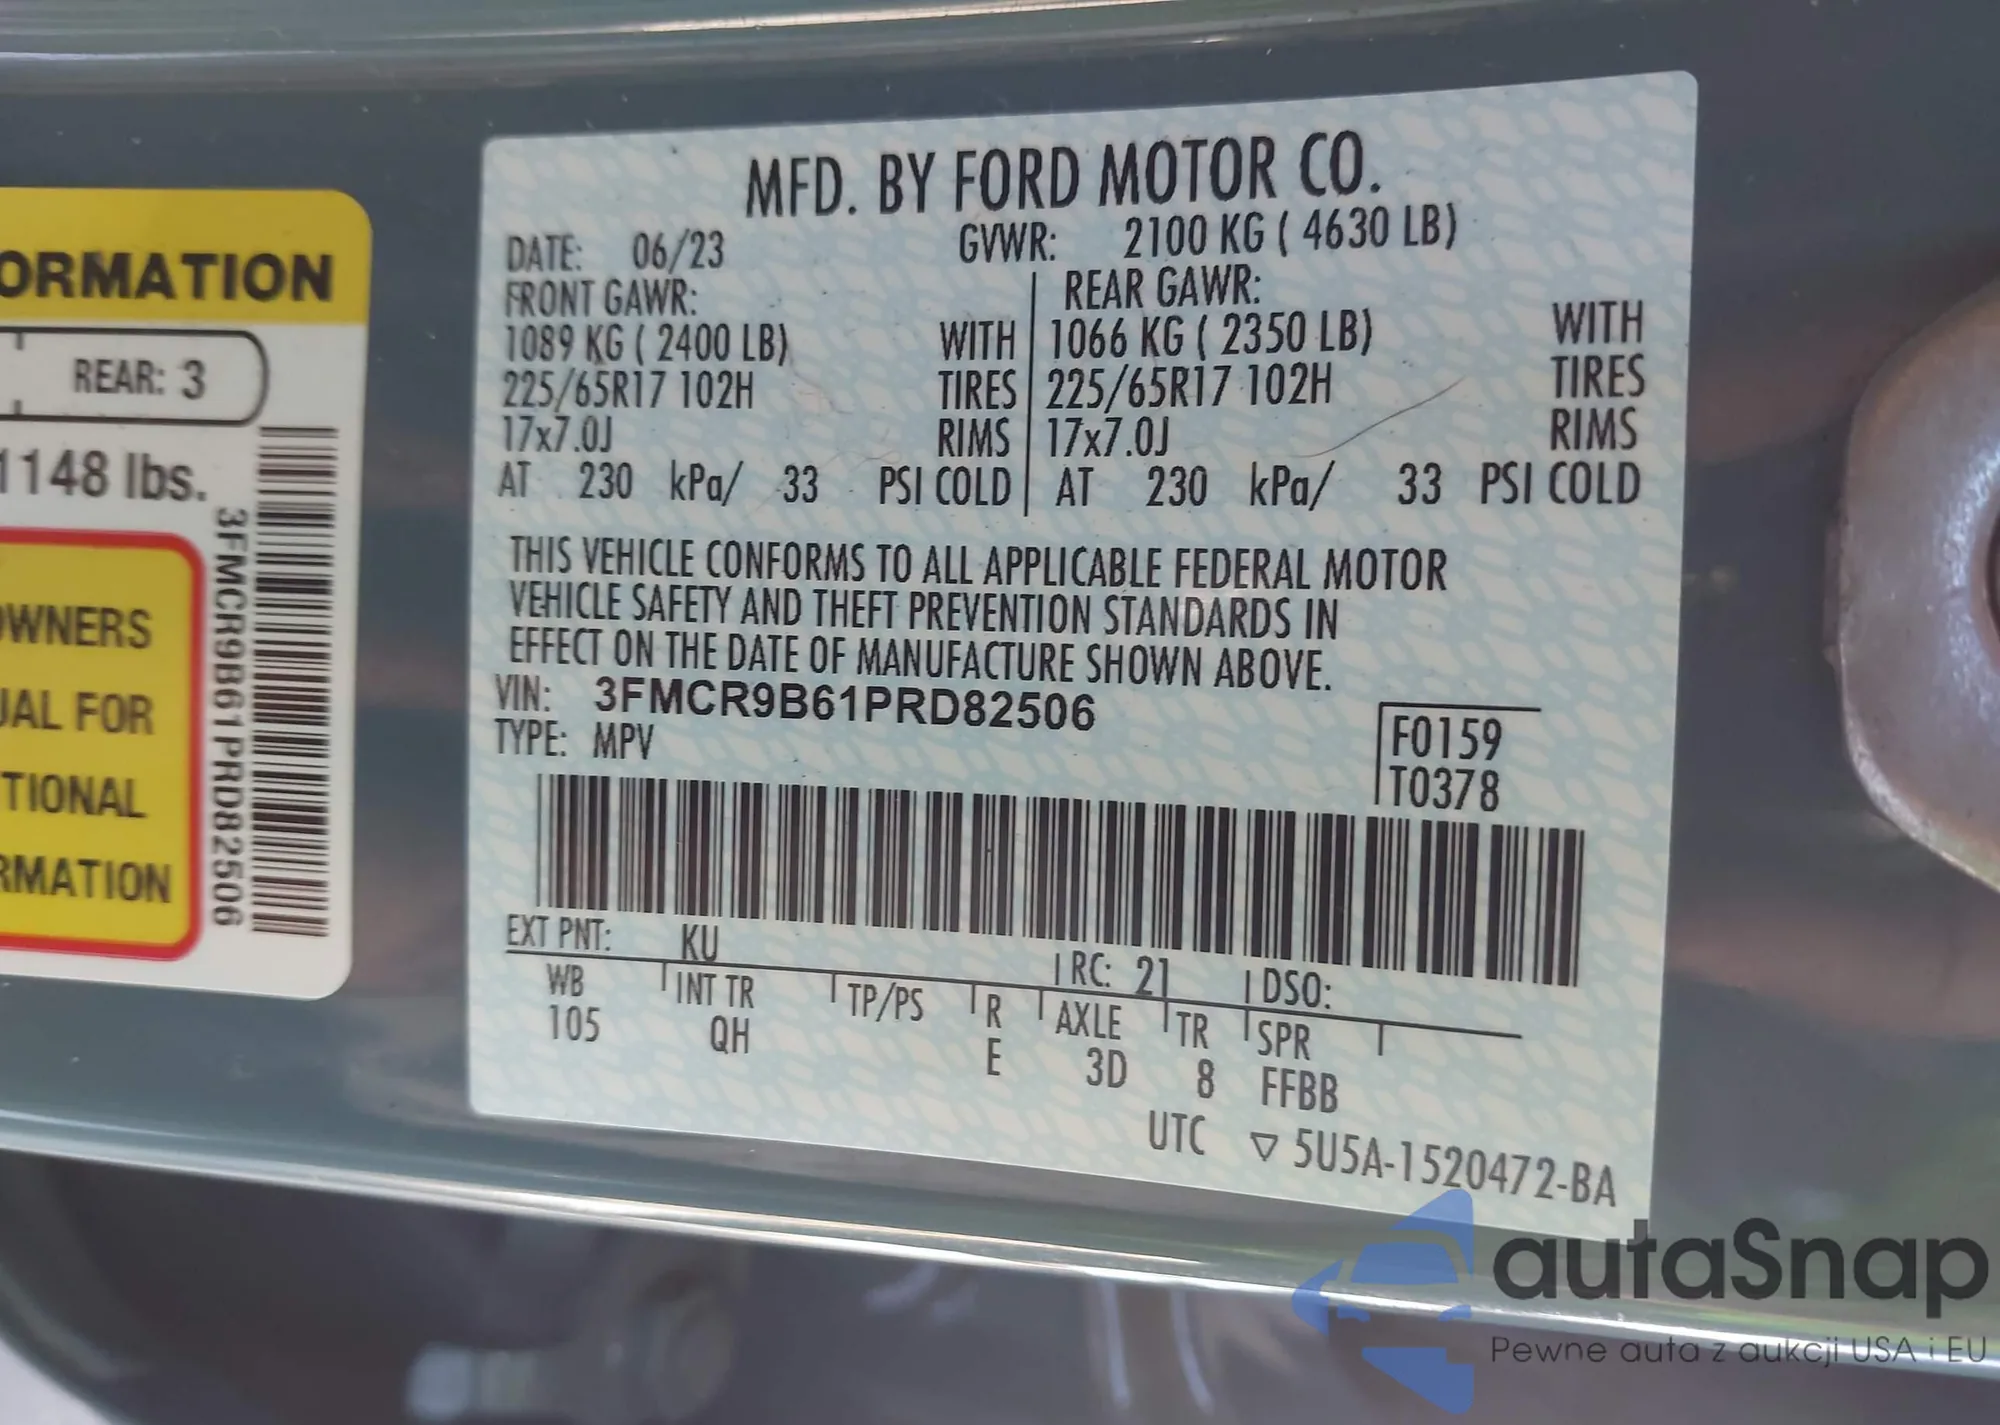 ORMATION
REAR: 3
1148 lbs.
OWNERS
UAL FOR
TIONAL
RMATION
3FMCR9B61PRD82506
MFD. BY FORD MOTOR CO.
DATE: 06/23 GVWR: 2100 KG ( 4630 LB)
FRONT GAWR: REAR GAWR:
1089 KG ( 2400 LB) WITH 1066 KG ( 2350 LB) WITH
225/65R17 102H TIRES 225/65R17 102H TIRES
17x7.0J RIMS 17x7.0J RIMS
AT 230 kPa/ 33 PSI COLD AT 230 kPa/ 33 PSI COLD
THIS VEHICLE CONFORMS TO ALL APPLICABLE FEDERAL MOTOR
VEHICLE SAFETY AND THEFT PREVENTION STANDARDS IN
EFFECT ON THE DATE OF MANUFACTURE SHOWN ABOVE.
VIN: 3FMCR9B61PRD82506
TYPE: MPV
F0159
T0378
EXT PNT: KU RC: 21 DSO:
WB INT TR TP/PS R AXLE TR SPR
105 QH E 3D 8 FFBB
UTC ▽ 5U5A-1520472-BA
autaSnap
Pewne auta z aukcji USA i EU